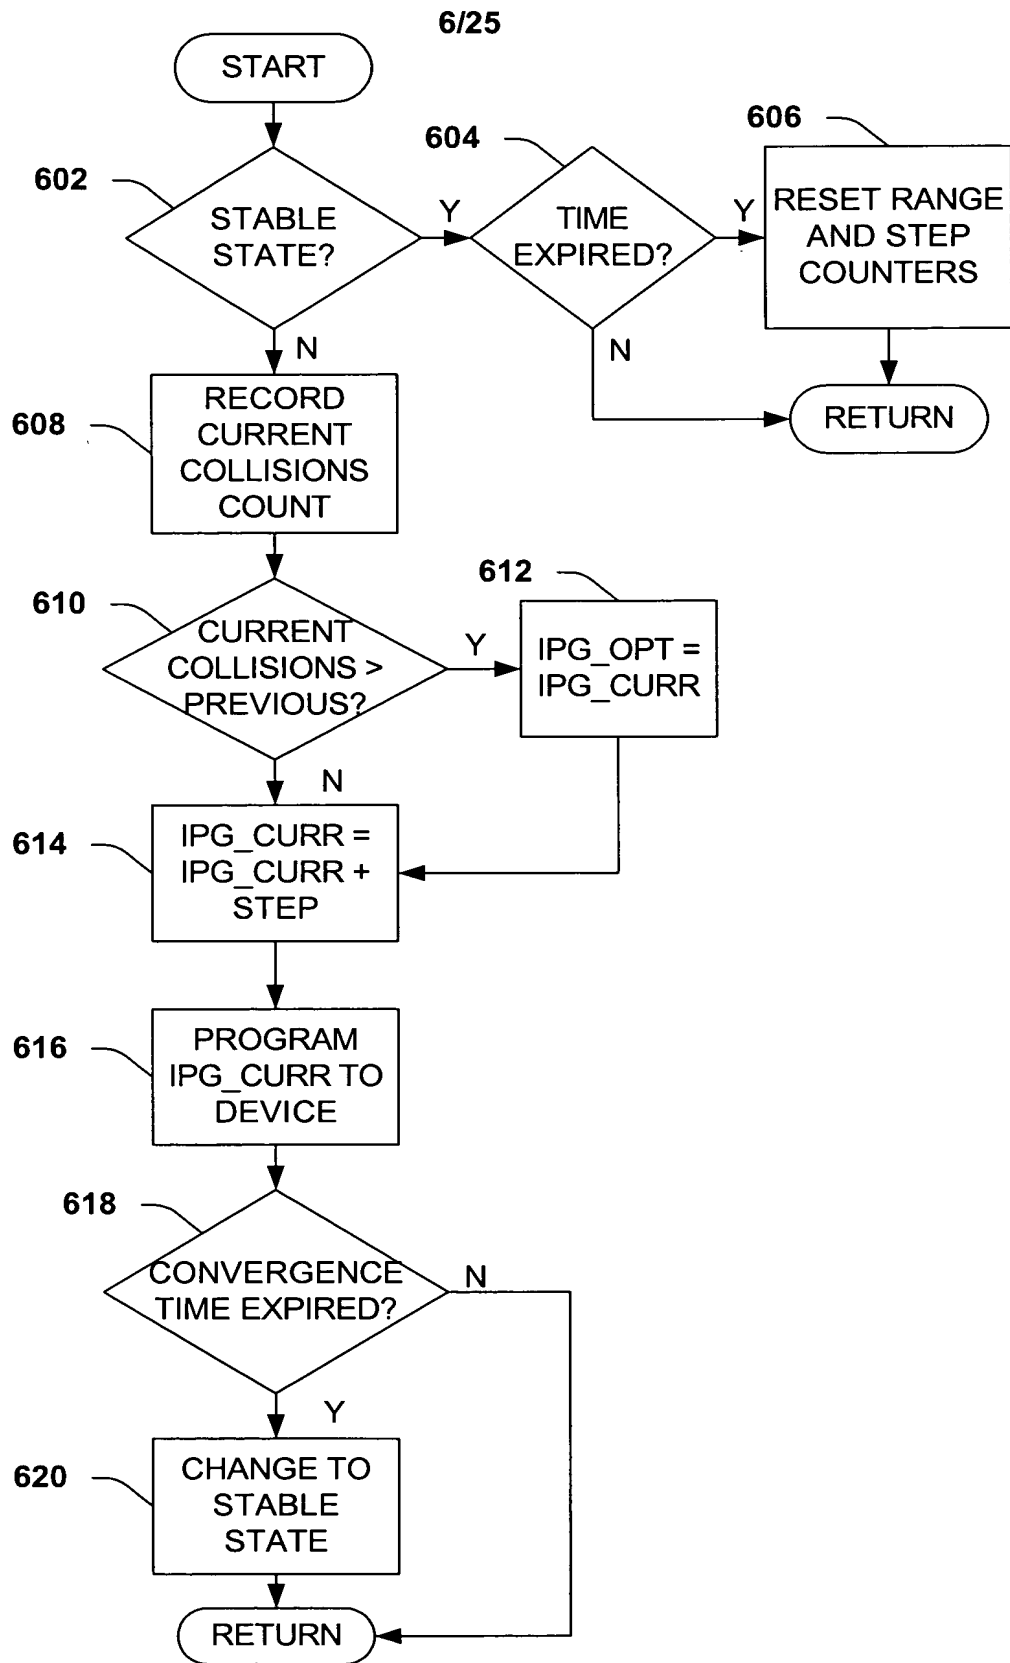 6/25
START
602
STABLE
STATE?
Y
604
TIME
EXPIRED?
Y
606
RESET RANGE
AND STEP
COUNTERS
N
N
RETURN
608
RECORD
CURRENT
COLLISIONS
COUNT
610
CURRENT
COLLISIONS >
PREVIOUS?
Y
612
IPG_OPT =
IPG_CURR
N
614
IPG_CURR =
IPG_CURR +
STEP
616
PROGRAM
IPG_CURR TO
DEVICE
618
CONVERGENCE
TIME EXPIRED?
N
Y
620
CHANGE TO
STABLE
STATE
RETURN